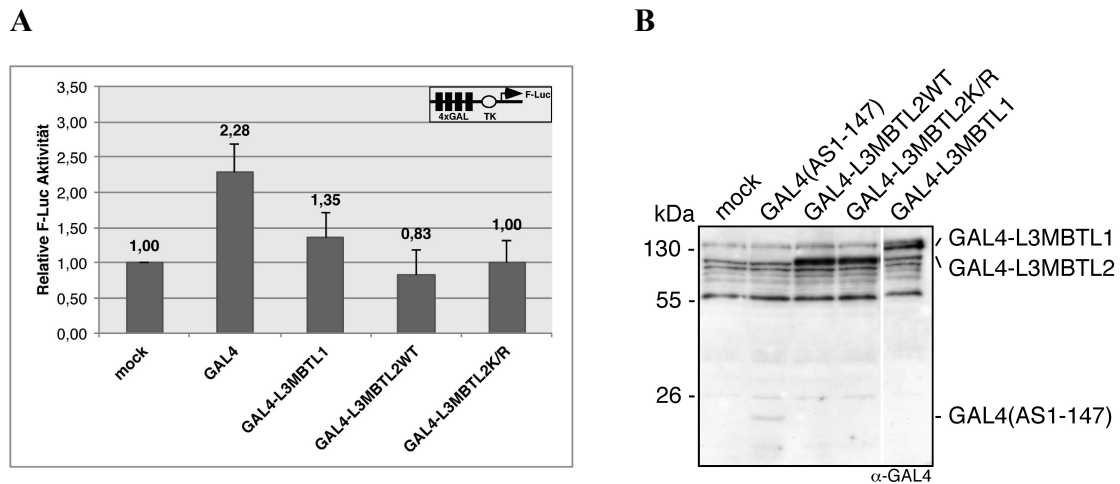 A
Relative F-Luc Aktivität
3,50
3,00
2,50
2,00
1,50
1,00
0,50
0,00
1,00
2,28
1,35
0,83
1,00
4xGAL
TK
F-Luc
mock
GAL4
GAL4-L3MBTL1
GAL4-L3MBTL2WT
GAL4-L3MBTL2K/R
B
mock
GAL4(AS1-147)
GAL4-L3MBTL2WT
GAL4-L3MBTL2K/R
GAL4-L3MBTL1
kDa
130 -
55 -
26 -
GAL4-L3MBTL1
GAL4-L3MBTL2
- GAL4(AS1-147)
α-GAL4